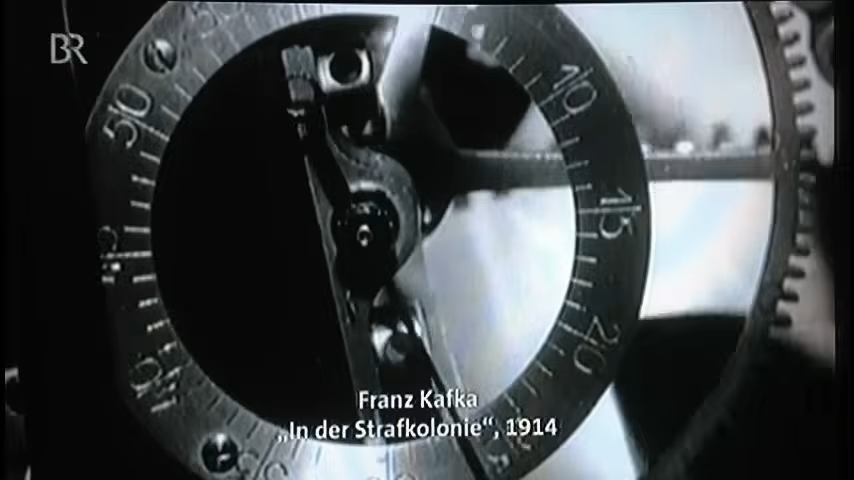 BR
50
10
15
20
Franz Kafka
„In der Strafkolonie“, 1914